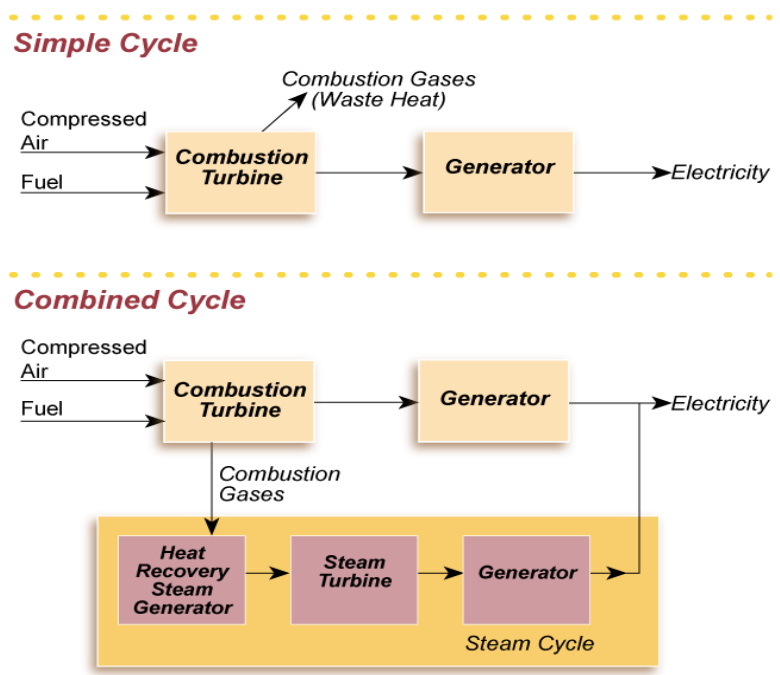 Simple Cycle
Combustion Gases
(Waste Heat)
Compressed
Air
Fuel
Combustion
Turbine
Generator
Electricity
Combined Cycle
Compressed
Air
Fuel
Combustion
Turbine
Generator
Electricity
Combustion
Gases
Heat
Recovery
Steam
Generator
Steam
Turbine
Generator
Steam Cycle